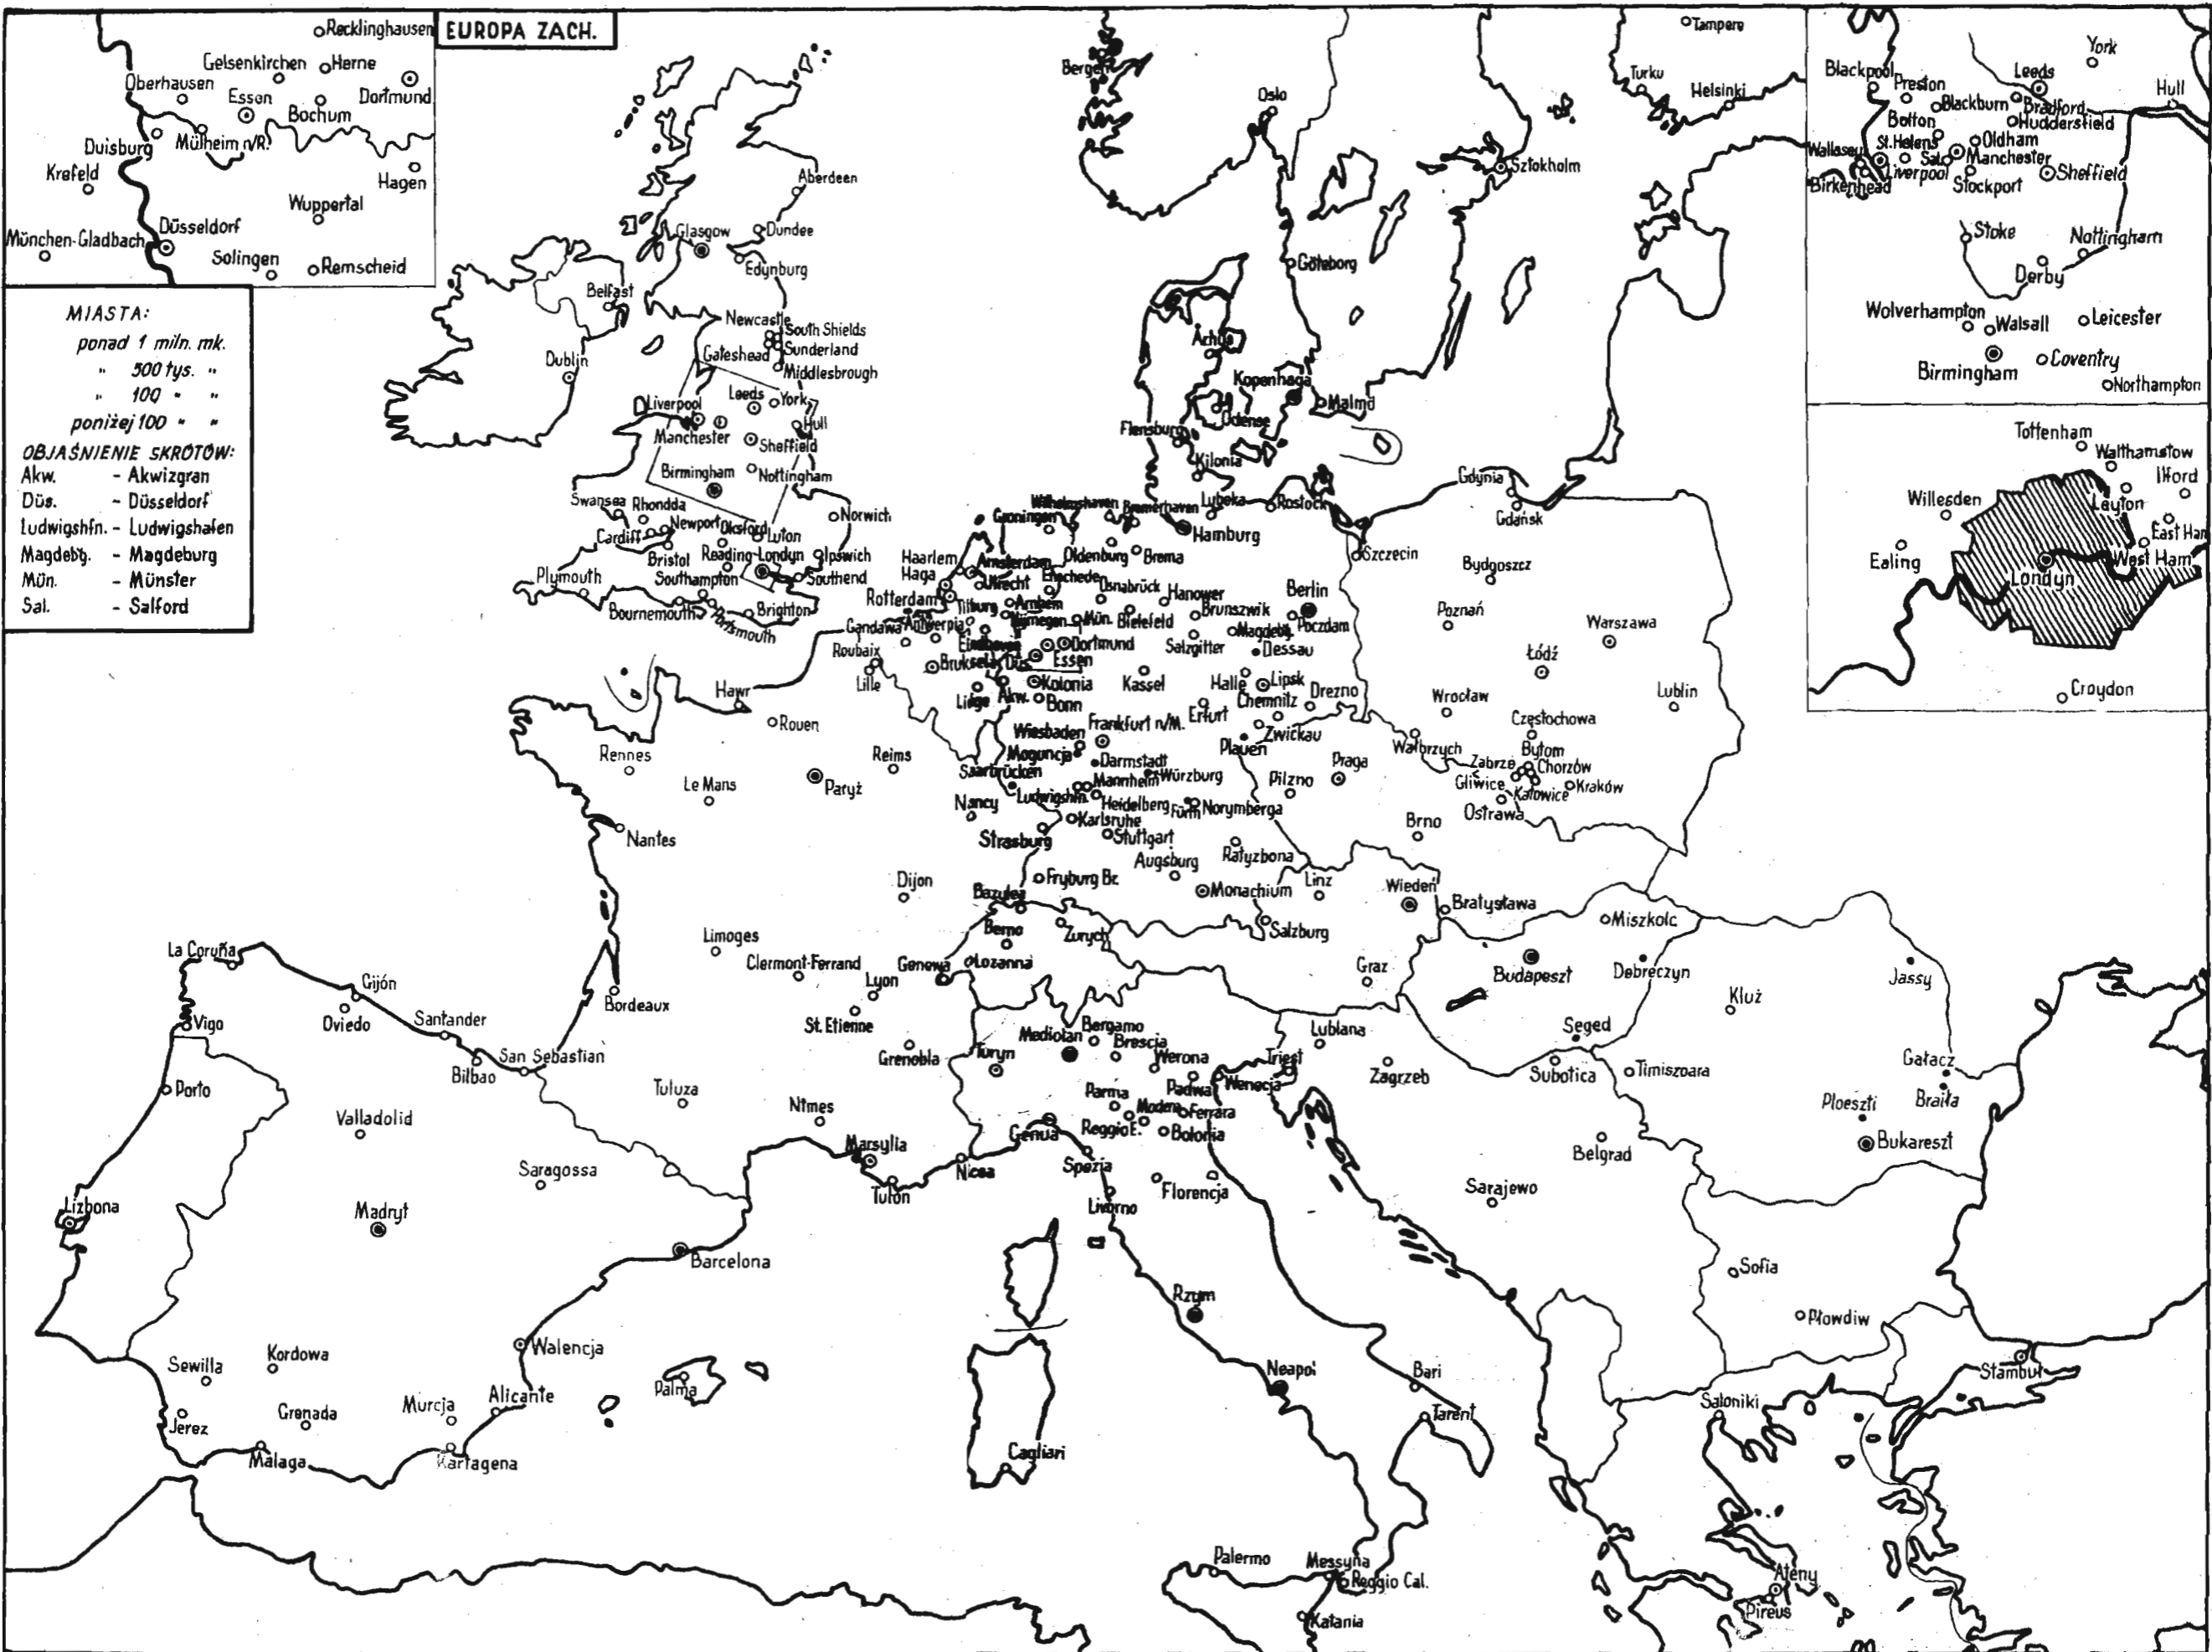 EUROPA ZACH.
Recklinghausen
Gelsenkirchen
Herne
Oberhausen
Essen
Bochum
Dortmund
Duisburg
Mülheim n/R.
Krefeld
Hagen
Wuppertal
München-Gladbach
Düsseldorf
Solingen
Remscheid
MIASTA:
ponad 1 miln. mk.
" 500 tys. "
" 100 " "
poniżej 100 " "
OBJAŚNIENIE SKRÓTÓW:
Akw. - Akwizgran
Düs. - Düsseldorf
Ludwigshfn. - Ludwigshafen
Magdebg. - Magdeburg
Mün. - Münster
Sal. - Salford
Blackpool
Preston
Leeds
York
Hull
Blackburn
Bradford
Bolton
Hudderstield
Wallasey
St. Helens
Oldham
Sal.
Manchester
Liverpool
Birkenhead
Stockport
Sheffield
Stoke
Nottingham
Derby
Wolverhampton
Walsall
Leicester
Birmingham
Coventry
Northampton
Tottenham
Walthamstow
Ilford
Willesden
Leyton
East Ham
West Ham
Ealing
Londyn
Croydon
Bergen
Oslo
Tampere
Turku
Helsinki
Sztokholm
Göteborg
Aberdeen
Glasgow
Dundee
Edynburg
Belfast
Newcastle
South Shields
Gateshead
Sunderland
Middlesbrough
Dublin
Liverpool
Leeds
York
Manchester
Hull
Sheffield
Birmingham
Nottingham
Swansea
Rhondda
Newport
Oksford
Luton
Norwich
Cardiff
Bristol
Reading
Londyn
Ipswich
Plymouth
Southampton
Southend
Bournemouth
Portsmouth
Brighton
Århus
Kopenhaga
Malmö
Odense
Flensburg
Kilonia
Lubeka
Rostock
Gdynia
Gdańsk
Wilhelmshaven
Bremerhaven
Groningen
Hamburg
Szczecin
Bydgoszcz
Haarlem
Amsterdam
Oldenburg
Brema
Haga
Utrecht
Enschede
Osnabrück
Hanower
Berlin
Rotterdam
Tilburg
Arnhem
Brunszwik
Poznań
Warszawa
Gandawa
Antwerpia
Nijmegen
Mün.
Bielefeld
Magdebg.
Poczdam
Roubaix
Eindhoven
Dortmund
Salzgitter
Dessau
Łódź
Lille
Bruksela
Düs.
Essen
Liège
Akw.
Kolonia
Kassel
Halle
Lipsk
Drezno
Wrocław
Lublin
Bonn
Erfurt
Chemnitz
Hawr
Rouen
Wiesbaden
Frankfurt n/M.
Zwickau
Plauen
Częstochowa
Wałbrzych
Bytom
Rennes
Reims
Moguncja
Darmstadt
Praga
Zabrze
Chorzów
Saarbrücken
Mannheim
Würzburg
Pilzno
Gliwice
Katowice
Kraków
Le Mans
Paryż
Nancy
Ludwigshfn.
Heidelberg
Fürth
Norymberga
Ostrawa
Nantes
Karlsruhe
Strasburg
Stuttgart
Brno
Augsburg
Ratyzbona
Dijon
Fryburg Br.
Monachium
Linz
Wiedeń
Bazylea
Bratysława
Miszkolc
Limoges
Berno
Zurych
Salzburg
Clermont-Ferrand
Genewa
Lozanna
Graz
Budapeszt
Debreczyn
Jassy
Lyon
Kluż
Bordeaux
St. Etienne
Grenobla
Turyn
Mediolan
Bergamo
Brescia
Werona
Lublana
Triest
Seged
La Coruña
Gijón
Vigo
Oviedo
Santander
San Sebastian
Bilbao
Zagrzeb
Subotica
Timiszoara
Gałacz
Braiła
Padwa
Wenecja
Porto
Tuluza
Nîmes
Parma
Modena
Ferrara
Reggio E.
Bolonia
Genua
Ploeszti
Bukareszt
Valladolid
Belgrad
Marsylia
Tulon
Nicea
Spezia
Livorno
Florencja
Sarajewo
Saragossa
Lizbona
Madryt
Barcelona
Sofia
Rzym
Płowdiw
Walencja
Sewilla
Kordowa
Palma
Neapol
Bari
Stambuł
Murcja
Alicante
Jerez
Grenada
Tarent
Saloniki
Malaga
Kartagena
Cagliari
Palermo
Messyna
Reggio Cal.
Katania
Ateny
Pireus